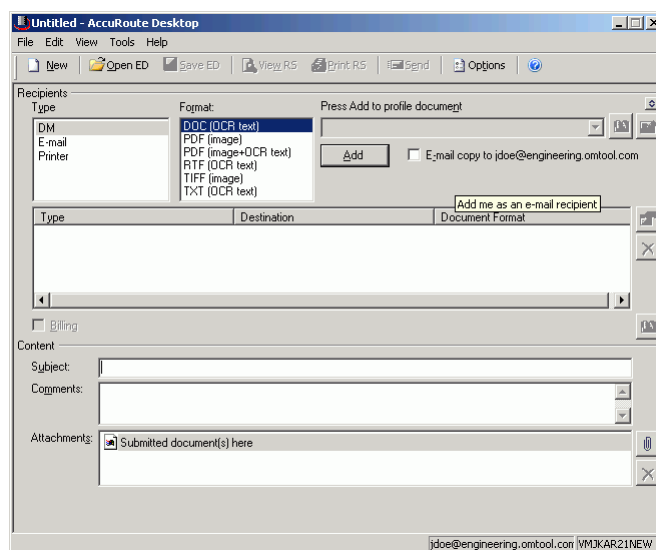 Untitled - AccuRoute Desktop
File Edit View Tools Help
New Open ED Save ED View RS Print RS Send Options
Recipients
Type Format: Press Add to profile document
DM DOC (OCR text)
E-mail PDF (image)
Printer PDF (image+OCR text)
RTF (OCR text)
TIFF (image)
TXT (OCR text)
Add E-mail copy to jdoe@engineering.omtool.com
Add me as an e-mail recipient
Type Destination Document Format
Billing
Content
Subject:
Comments:
Attachments: Submitted document(s) here
jdoe@engineering.omtool.com VMJKAR21NEW